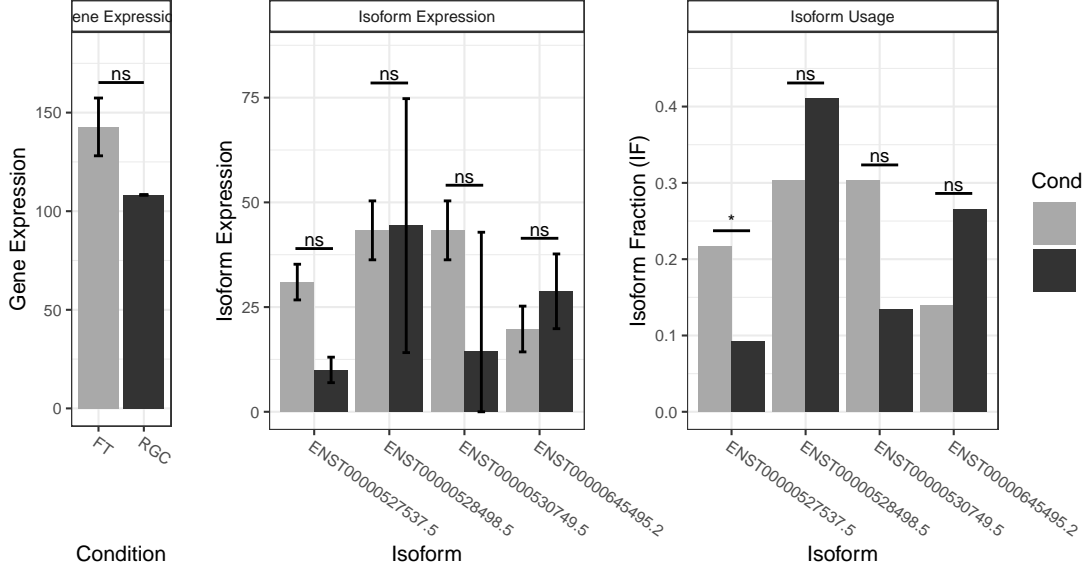 ene Expressio
Gene Expression
150
100
50
0
ns
FT
RGC
Condition
Isoform Expression
Isoform Expression
75
50
25
0
ns
ns
ns
ns
ENST00000527537.5
ENST00000528498.5
ENST00000530749.5
ENST00000645495.2
Isoform
Isoform Usage
Isoform Fraction (IF)
0.4
0.3
0.2
0.1
0.0
*
ns
ns
ns
ENST00000527537.5
ENST00000528498.5
ENST00000530749.5
ENST00000645495.2
Isoform
Cond